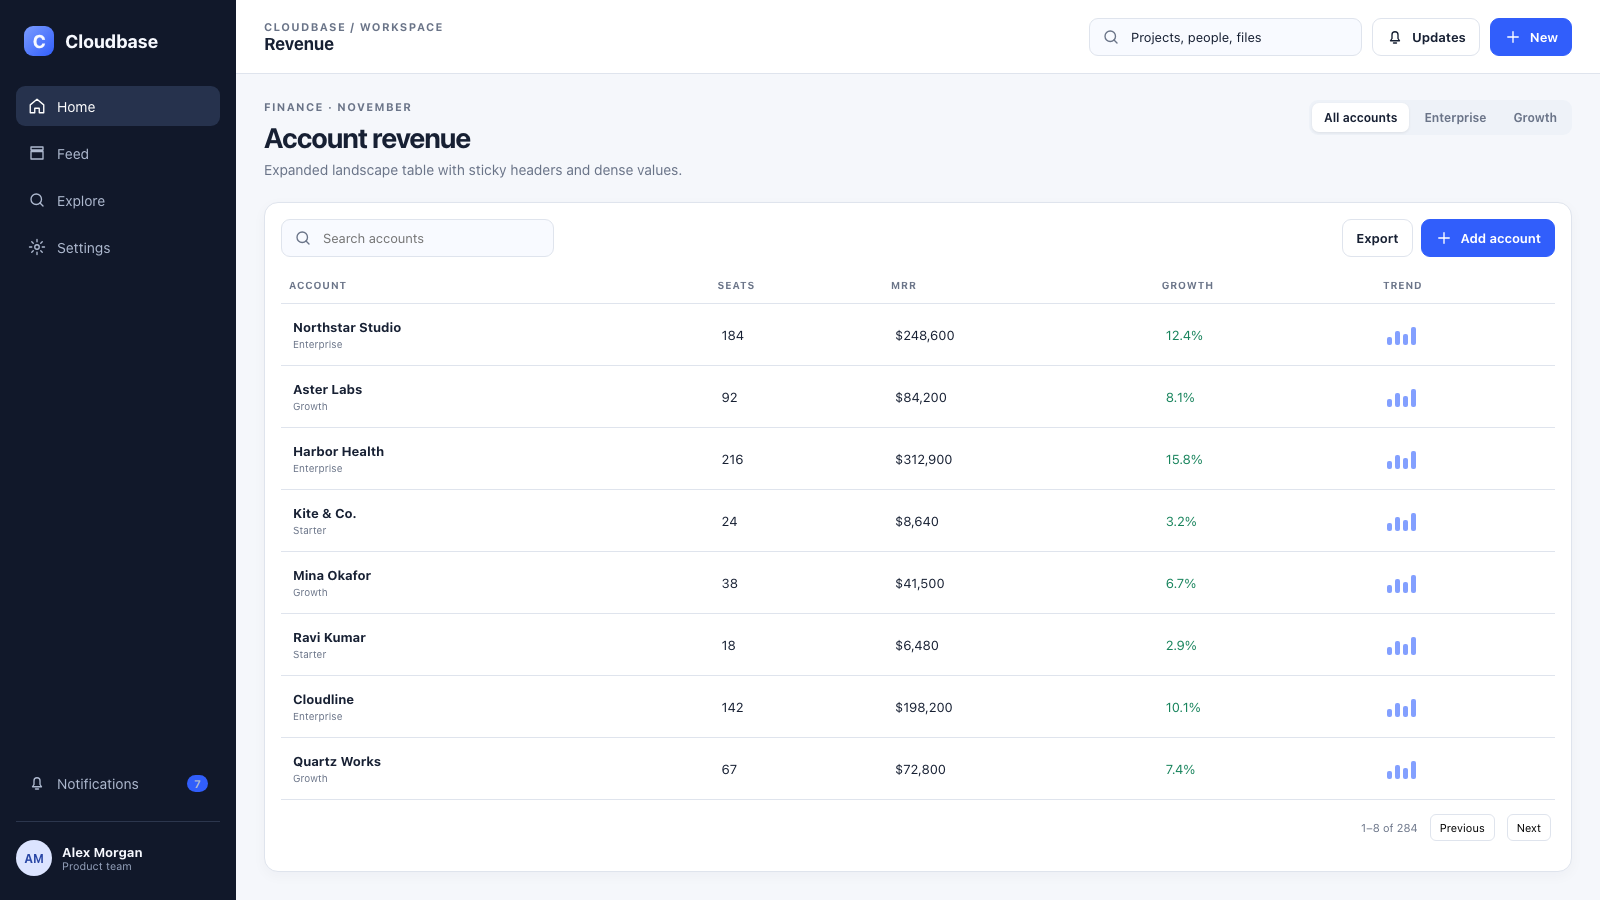 C Cloudbase
Home
Feed
Explore
Settings
Notifications 7
AM
Alex Morgan
Product team
CLOUDBASE / WORKSPACE
Revenue
Projects, people, files
Updates
New
FINANCE · NOVEMBER
Account revenue
Expanded landscape table with sticky headers and dense values.
All accounts Enterprise Growth
Search accounts
Export
Add account
ACCOUNT SEATS MRR GROWTH TREND
Northstar Studio
Enterprise
184 $248,600 12.4%
Aster Labs
Growth
92 $84,200 8.1%
Harbor Health
Enterprise
216 $312,900 15.8%
Kite & Co.
Starter
24 $8,640 3.2%
Mina Okafor
Growth
38 $41,500 6.7%
Ravi Kumar
Starter
18 $6,480 2.9%
Cloudline
Enterprise
142 $198,200 10.1%
Quartz Works
Growth
67 $72,800 7.4%
1–8 of 284 Previous Next